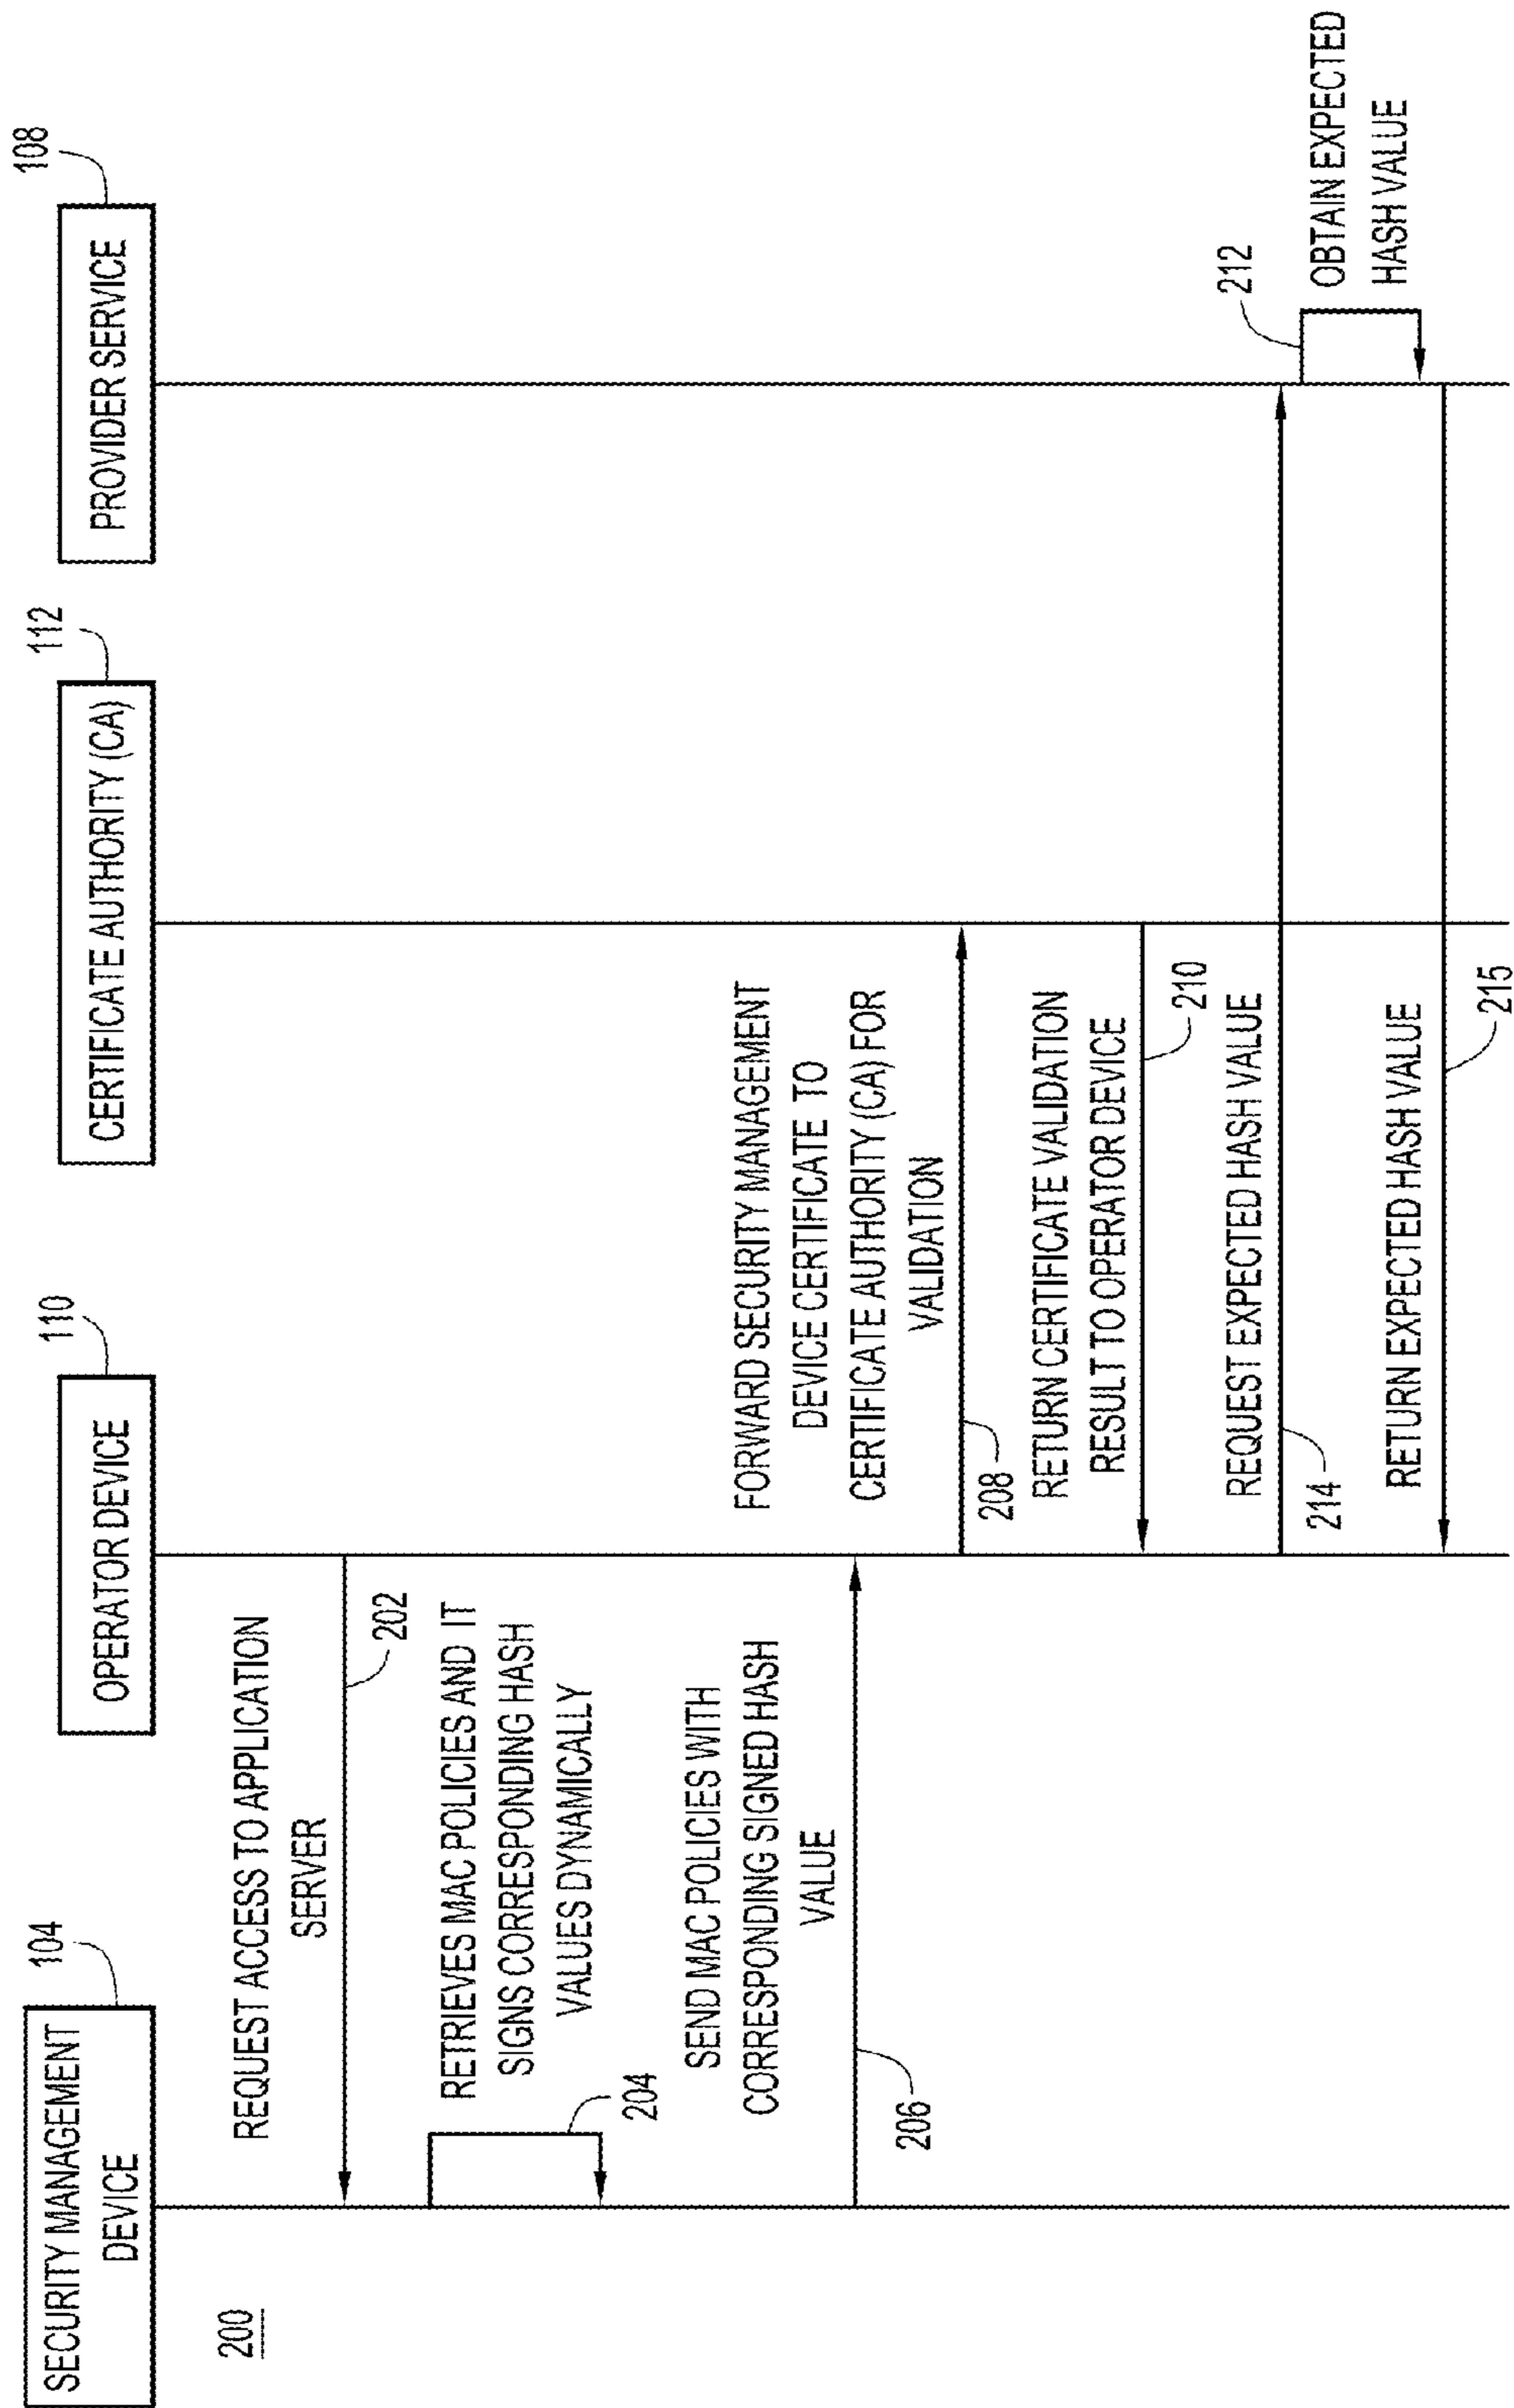 SECURITY MANAGEMENT
DEVICE
104
OPERATOR DEVICE
110
CERTIFICATE AUTHORITY (CA)
112
PROVIDER SERVICE
108
200
REQUEST ACCESS TO APPLICATION
SERVER
202
RETRIEVES MAC POLICIES AND IT
SIGNS CORRESPONDING HASH
VALUES DYNAMICALLY
204
SEND MAC POLICIES WITH
CORRESPONDING SIGNED HASH
VALUE
206
FORWARD SECURITY MANAGEMENT
DEVICE CERTIFICATE TO
CERTIFICATE AUTHORITY (CA) FOR
VALIDATION
208
RETURN CERTIFICATE VALIDATION
RESULT TO OPERATOR DEVICE
210
REQUEST EXPECTED HASH VALUE
214
212
OBTAIN EXPECTED
HASH VALUE
RETURN EXPECTED HASH VALUE
215